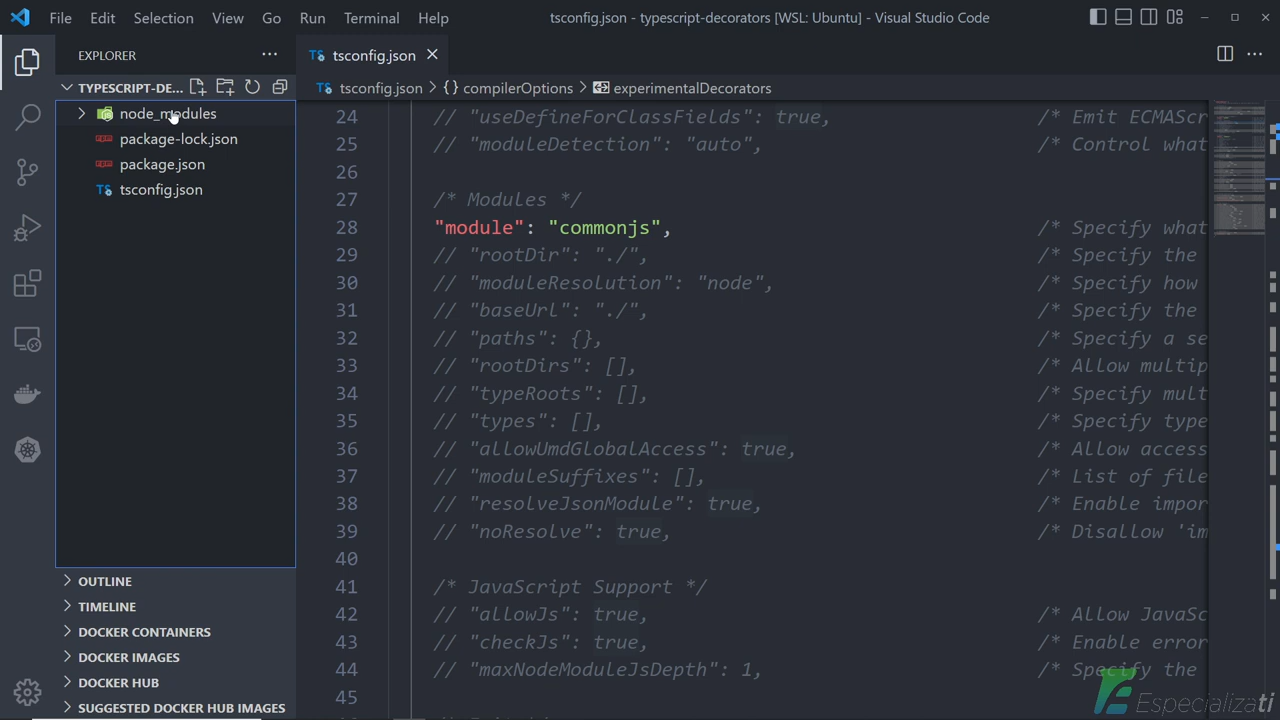 File Edit Selection View Go Run Terminal Help tsconfig.json - typescript-decorators [WSL: Ubuntu] - Visual Studio Code
EXPLORER
TYPESCRIPT-DE...
node_modules
package-lock.json
package.json
tsconfig.json
OUTLINE
TIMELINE
DOCKER CONTAINERS
DOCKER IMAGES
DOCKER HUB
SUGGESTED DOCKER HUB IMAGES
tsconfig.json
tsconfig.json > {} compilerOptions > experimentalDecorators
24 // "useDefineForClassFields": true, /* Emit ECMAScr
25 // "moduleDetection": "auto", /* Control what
26
27 /* Modules */
28 "module": "commonjs", /* Specify what
29 // "rootDir": "./", /* Specify the
30 // "moduleResolution": "node", /* Specify how
31 // "baseUrl": "./", /* Specify the
32 // "paths": {}, /* Specify a se
33 // "rootDirs": [], /* Allow multip
34 // "typeRoots": [], /* Specify mult
35 // "types": [], /* Specify type
36 // "allowUmdGlobalAccess": true, /* Allow access
37 // "moduleSuffixes": [], /* List of file
38 // "resolveJsonModule": true, /* Enable impor
39 // "noResolve": true, /* Disallow 'im
40
41 /* JavaScript Support */
42 // "allowJs": true, /* Allow JavaSc
43 // "checkJs": true, /* Enable error
44 // "maxNodeModuleJsDepth": 1, /* Specify the
45
Especializati